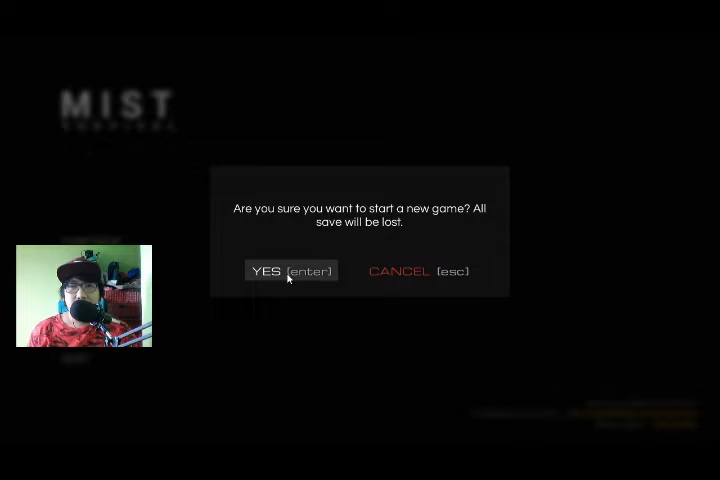 MIST
SURVIVAL
Are you sure you want to start a new game? All
save will be lost.
YES [enter] CANCEL [esc]